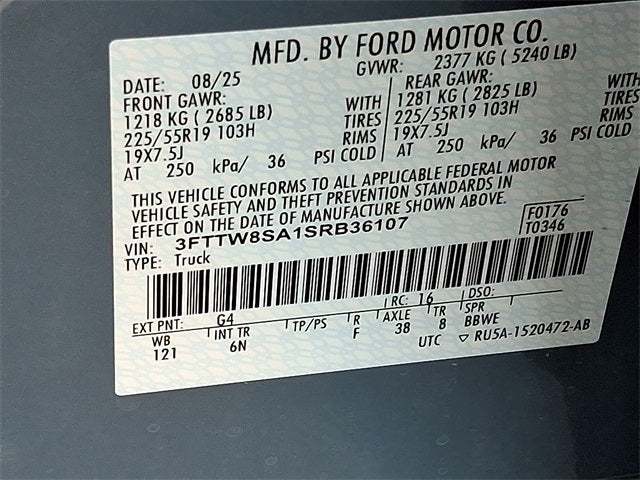 MFD. BY FORD MOTOR CO.
DATE: 08/25 GVWR: 2377 KG ( 5240 LB)
FRONT GAWR: REAR GAWR:
1218 KG ( 2685 LB) WITH 1281 KG ( 2825 LB) WITH
225/55R19 103H TIRES 225/55R19 103H TIRES
19X7.5J RIMS 19X7.5J RIMS
AT 250 kPa/ 36 PSI COLD AT 250 kPa/ 36 PSI COLD
THIS VEHICLE CONFORMS TO ALL APPLICABLE FEDERAL MOTOR
VEHICLE SAFETY AND THEFT PREVENTION STANDARDS IN
EFFECT ON THE DATE OF MANUFACTURE SHOWN ABOVE.
VIN: 3FTTW8SA1SRB36107 F0176
TYPE: Truck T0346
EXT PNT: G4 RC: 16 DSO:
WB INT TR TP/PS R AXLE TR SPR
121 6N F 38 8 BBWE
UTC ▽ RU5A-1520472-AB